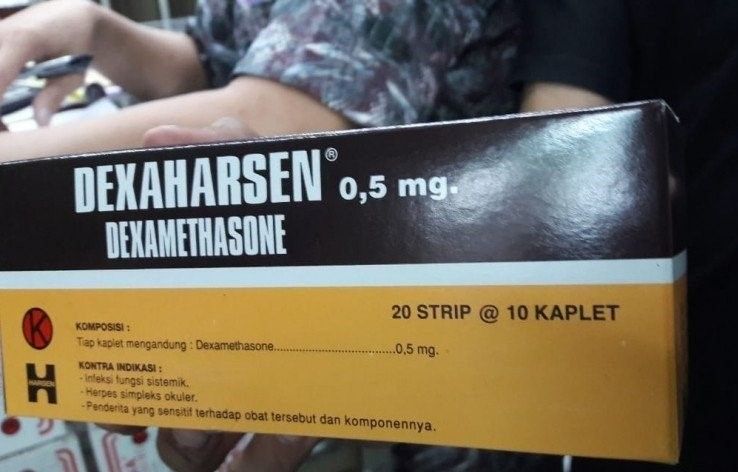 DEXAHARSEN® 0,5 mg.
DEXAMETHASONE
20 STRIP @ 10 KAPLET
K
KOMPOSISI :
Tiap kaplet mengandung : Dexamethasone....................................0,5 mg.
HARSEN
KONTRA INDIKASI :
- Infeksi fungsi sistemik.
- Herpes simpleks okuler.
- Penderita yang sensitif terhadap obat tersebut dan komponennya.